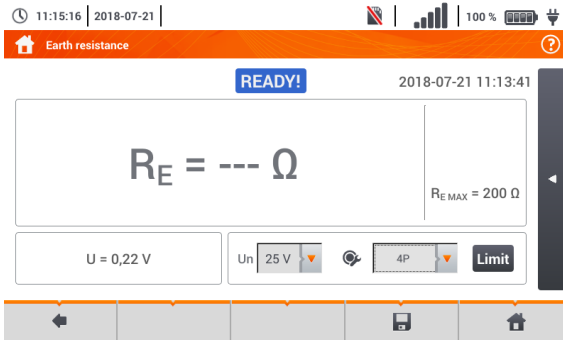 11:15:16 2018-07-21 100 %
Earth resistance ?
READY! 2018-07-21 11:13:41
RE = --- Ω
RE MAX = 200 Ω
U = 0,22 V Un 25 V 4P Limit